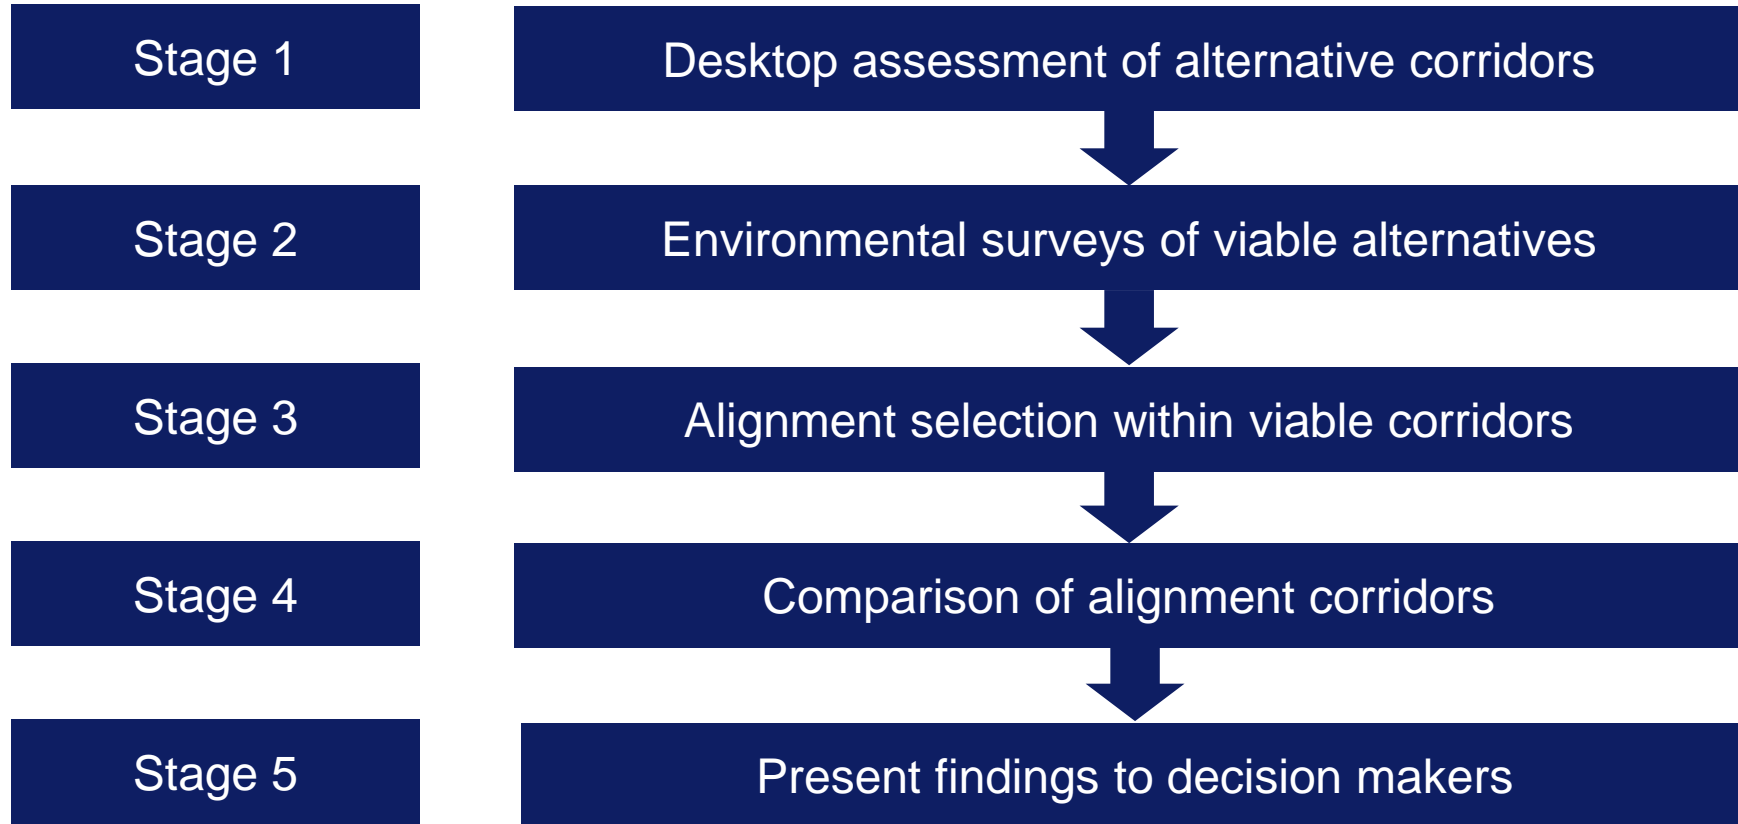 Stage 1
Desktop assessment of alternative corridors
Stage 2
Environmental surveys of viable alternatives
Stage 3
Alignment selection within viable corridors
Stage 4
Comparison of alignment corridors
Stage 5
Present findings to decision makers